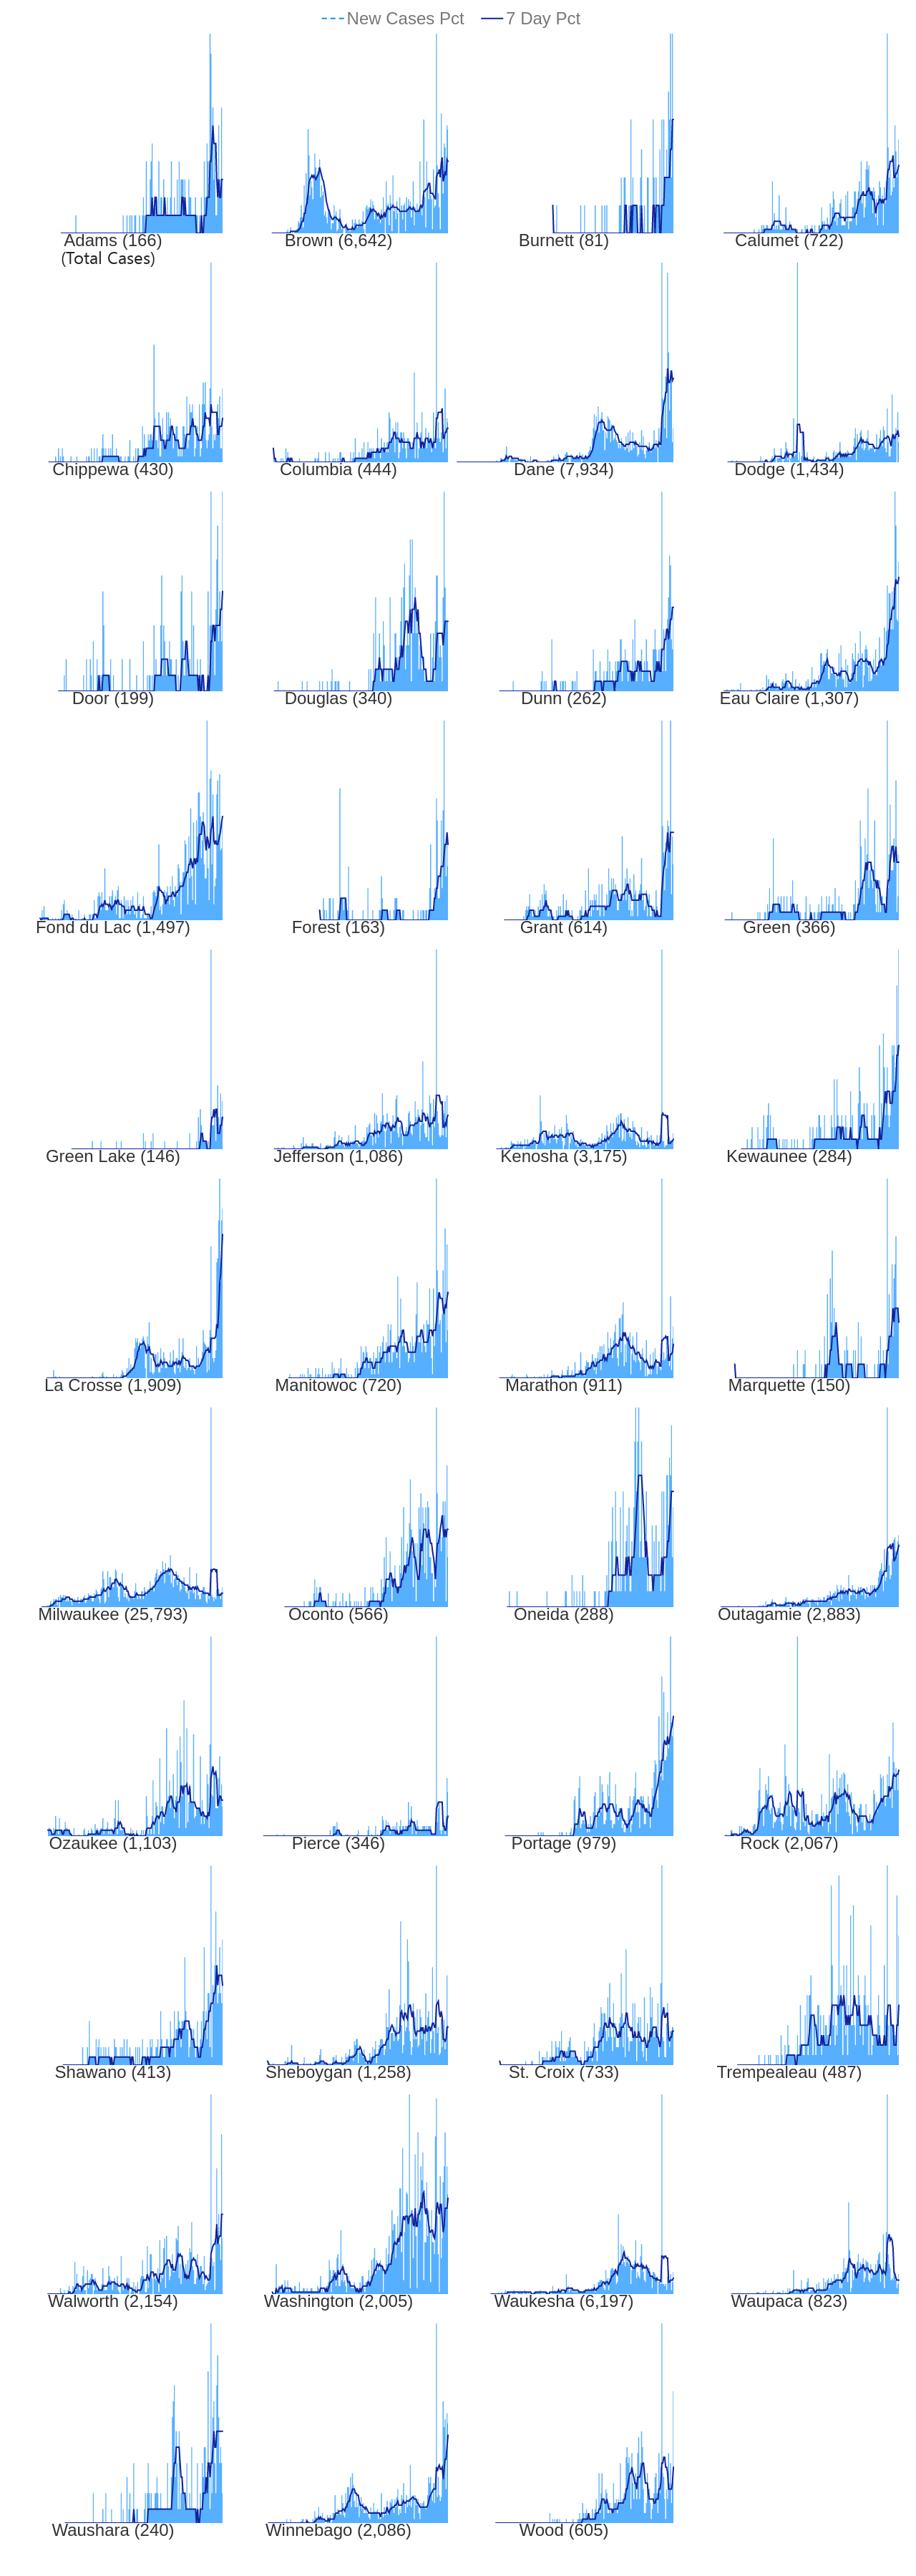 New Cases Pct 7 Day Pct
Adams (166) Brown (6,642) Burnett (81) Calumet (722)
(Total Cases)
Chippewa (430) Columbia (444) Dane (7,934) Dodge (1,434)
Door (199) Douglas (340) Dunn (262) Eau Claire (1,307)
Fond du Lac (1,497) Forest (163) Grant (614) Green (366)
Green Lake (146) Jefferson (1,086) Kenosha (3,175) Kewaunee (284)
La Crosse (1,909) Manitowoc (720) Marathon (911) Marquette (150)
Milwaukee (25,793) Oconto (566) Oneida (288) Outagamie (2,883)
Ozaukee (1,103) Pierce (346) Portage (979) Rock (2,067)
Shawano (413) Sheboygan (1,258) St. Croix (733) Trempealeau (487)
Walworth (2,154) Washington (2,005) Waukesha (6,197) Waupaca (823)
Waushara (240) Winnebago (2,086) Wood (605)